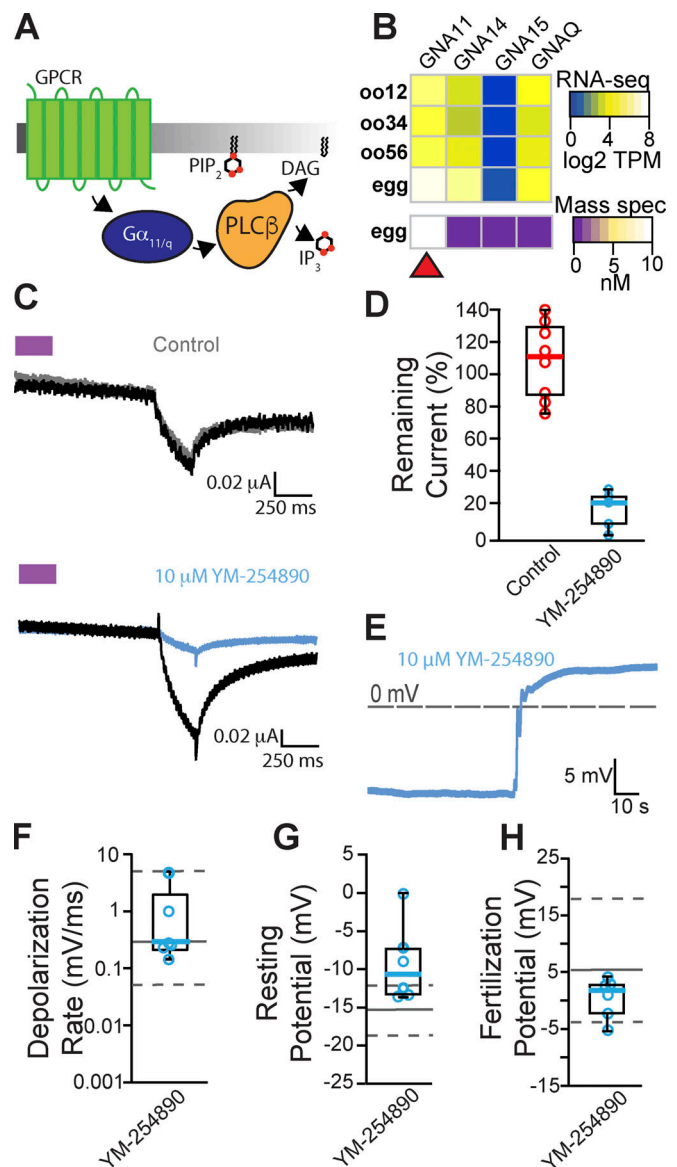 A
GPCR
PIP2
DAG
Gα11/q
PLCβ
IP3
B
GNA11 GNA14 GNA15 GNAQ
oo12
oo34
oo56
egg
egg
RNA-seq
0 4 8
log2 TPM
Mass spec
0 5 10
nM
C
Control
0.02 μA
250 ms
10 μM YM-254890
0.02 μA
250 ms
D
Remaining
Current (%)
140
120
100
80
60
40
20
0
Control YM-254890
E
10 μM YM-254890
0 mV
5 mV
10 s
F
Depolarization
Rate (mV/ms)
10
1
0.1
0.01
0.001
YM-254890
G
Resting
Potential (mV)
5
0
-5
-10
-15
-20
-25
YM-254890
H
Fertilization
Potential (mV)
25
15
5
-5
-15
YM-254890